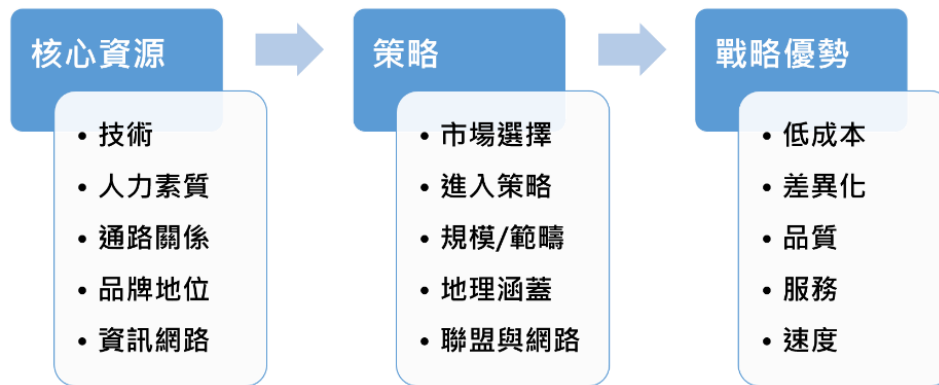 核心資源
• 技術
• 人力素質
• 通路關係
• 品牌地位
• 資訊網路
策略
• 市場選擇
• 進入策略
• 規模/範疇
• 地理涵蓋
• 聯盟與網路
戰略優勢
• 低成本
• 差異化
• 品質
• 服務
• 速度